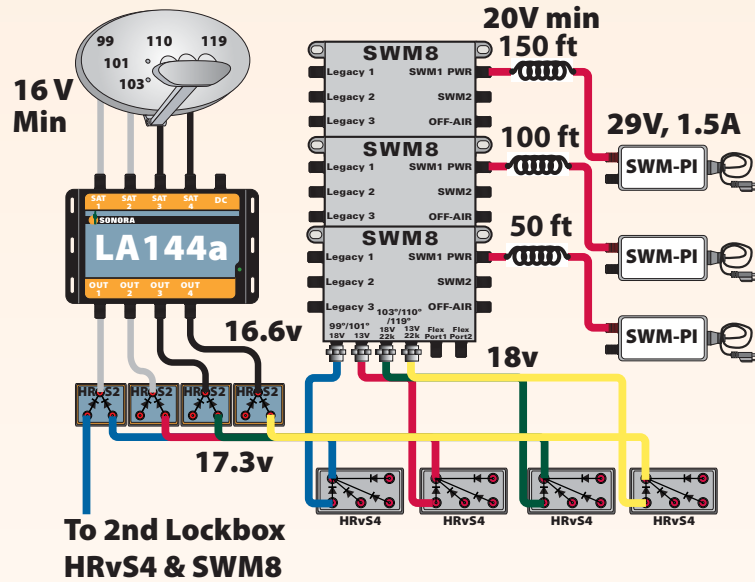 99
110
119
101
103
16 V
Min
SAT
1
SAT
2
SAT
3
SAT
4
DC
SONORA
LA144a
OUT
1
OUT
2
OUT
3
OUT
4
16.6v
HRvS2
HRvS2
HRvS2
HRvS2
17.3v
To 2nd Lockbox
HRvS4 & SWM8
20V min
150 ft
100 ft
50 ft
29V, 1.5A
SWM8
Legacy 1 SWM1 PWR
Legacy 2 SWM2
Legacy 3 OFF-AIR
SWM8
Legacy 1 SWM1 PWR
Legacy 2 SWM2
Legacy 3 OFF-AIR
SWM8
Legacy 1 SWM1 PWR
Legacy 2 SWM2
Legacy 3 OFF-AIR
99°/101°
18V 13V
103°/110°
/119°
18V 13V
22k 22k
Flex
Port1
Flex
Port2
SWM-PI
SWM-PI
SWM-PI
18v
HRvS4
HRvS4
HRvS4
HRvS4